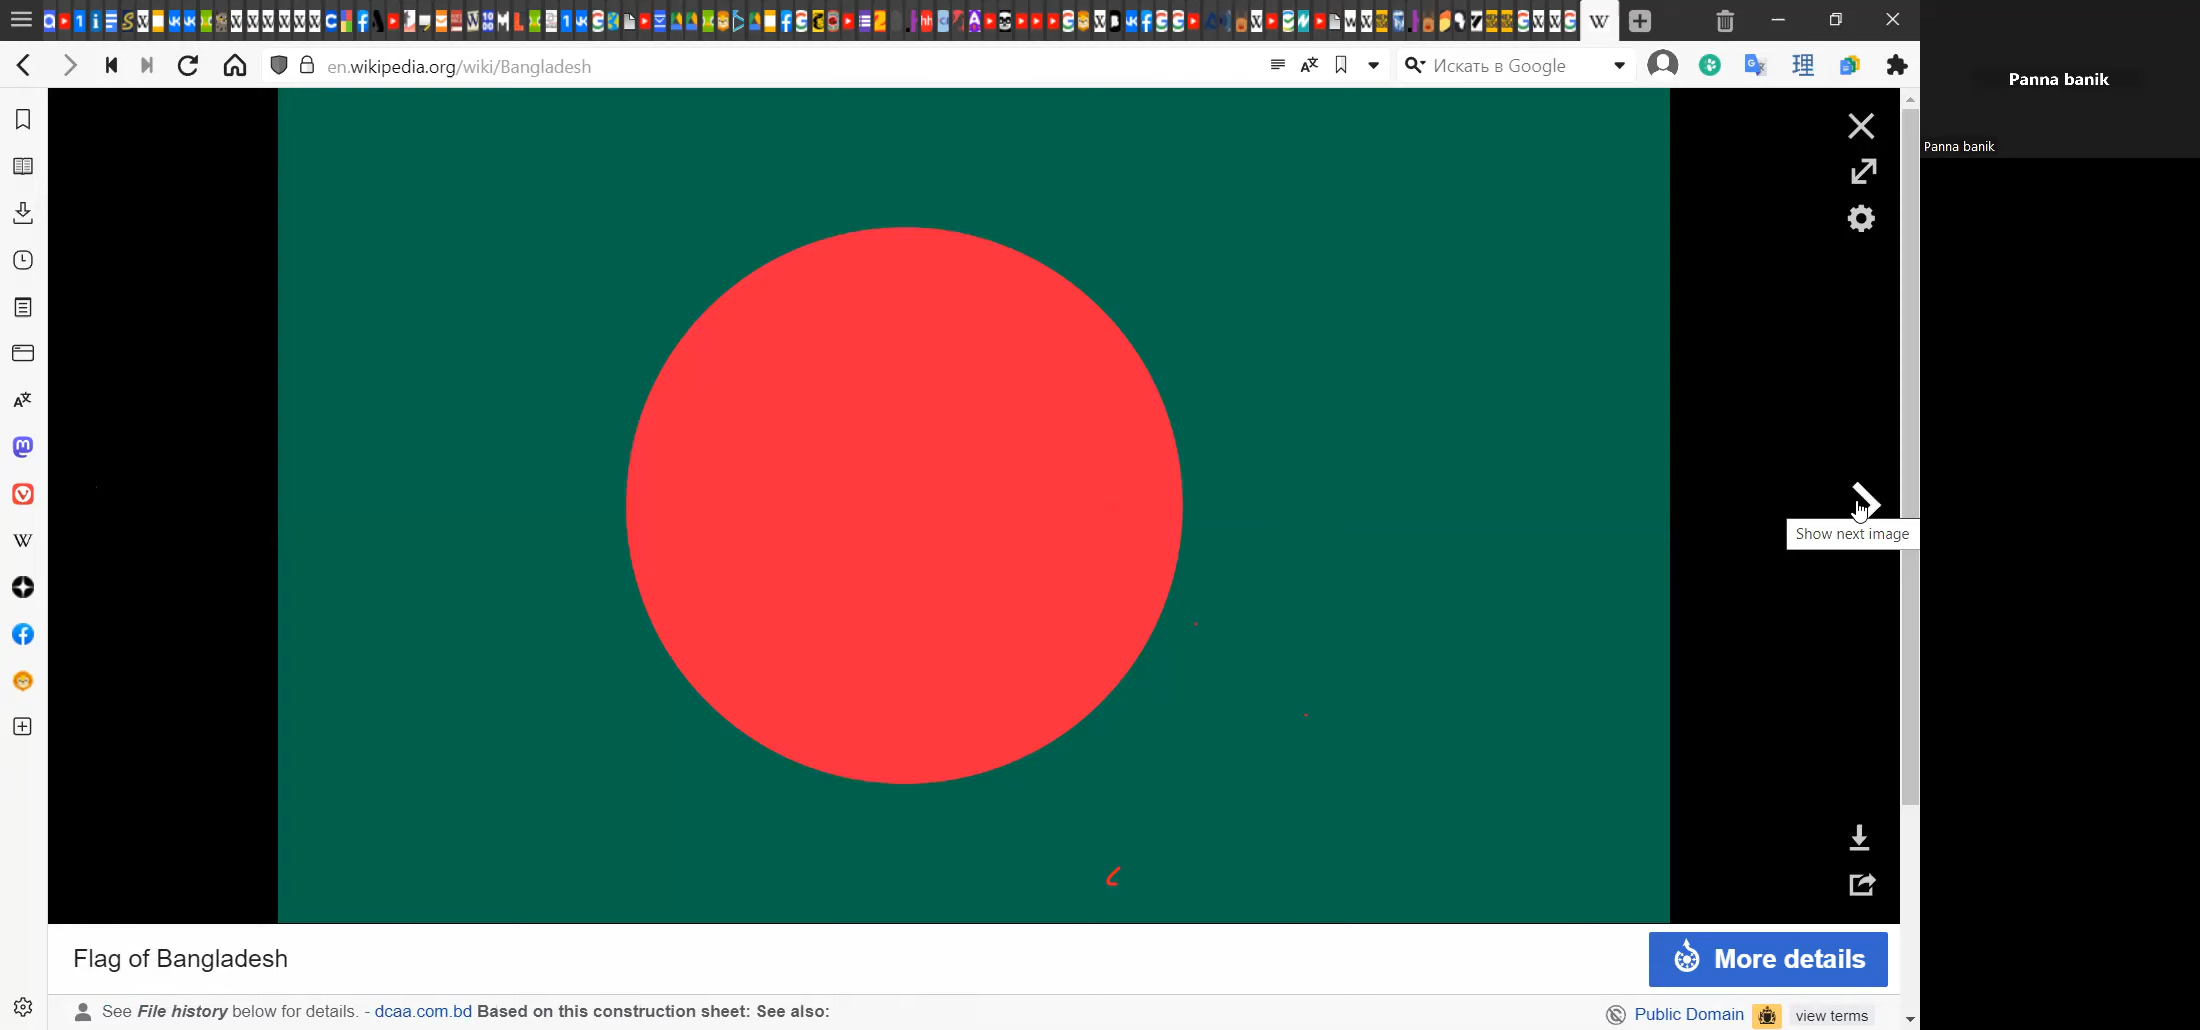 en.wikipedia.org/wiki/Bangladesh
Искать в Google
Panna banik
Panna banik
Show next image
Flag of Bangladesh
More details
See File history below for details. - dcaa.com.bd Based on this construction sheet: See also:
Public Domain
view terms